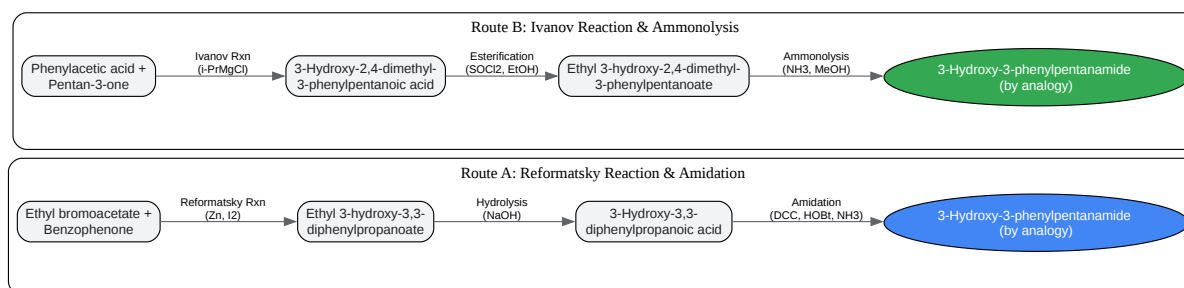 Route B: Ivanov Reaction & Ammonolysis
Phenylacetic acid +
Pentan-3-one
Ivanov Rxn
(i-PrMgCl)
3-Hydroxy-2,4-dimethyl-
3-phenylpentanoic acid
Esterification
(SOCl2, EtOH)
Ethyl 3-hydroxy-2,4-dimethyl-
3-phenylpentanoate
Ammonolysis
(NH3, MeOH)
3-Hydroxy-3-phenylpentanamide
(by analogy)
Route A: Reformatsky Reaction & Amidation
Ethyl bromoacetate +
Benzophenone
Reformatsky Rxn
(Zn, I2)
Ethyl 3-hydroxy-3,3-
diphenylpropanoate
Hydrolysis
(NaOH)
3-Hydroxy-3,3-
diphenylpropanoic acid
Amidation
(DCC, HOBt, NH3)
3-Hydroxy-3-phenylpentanamide
(by analogy)